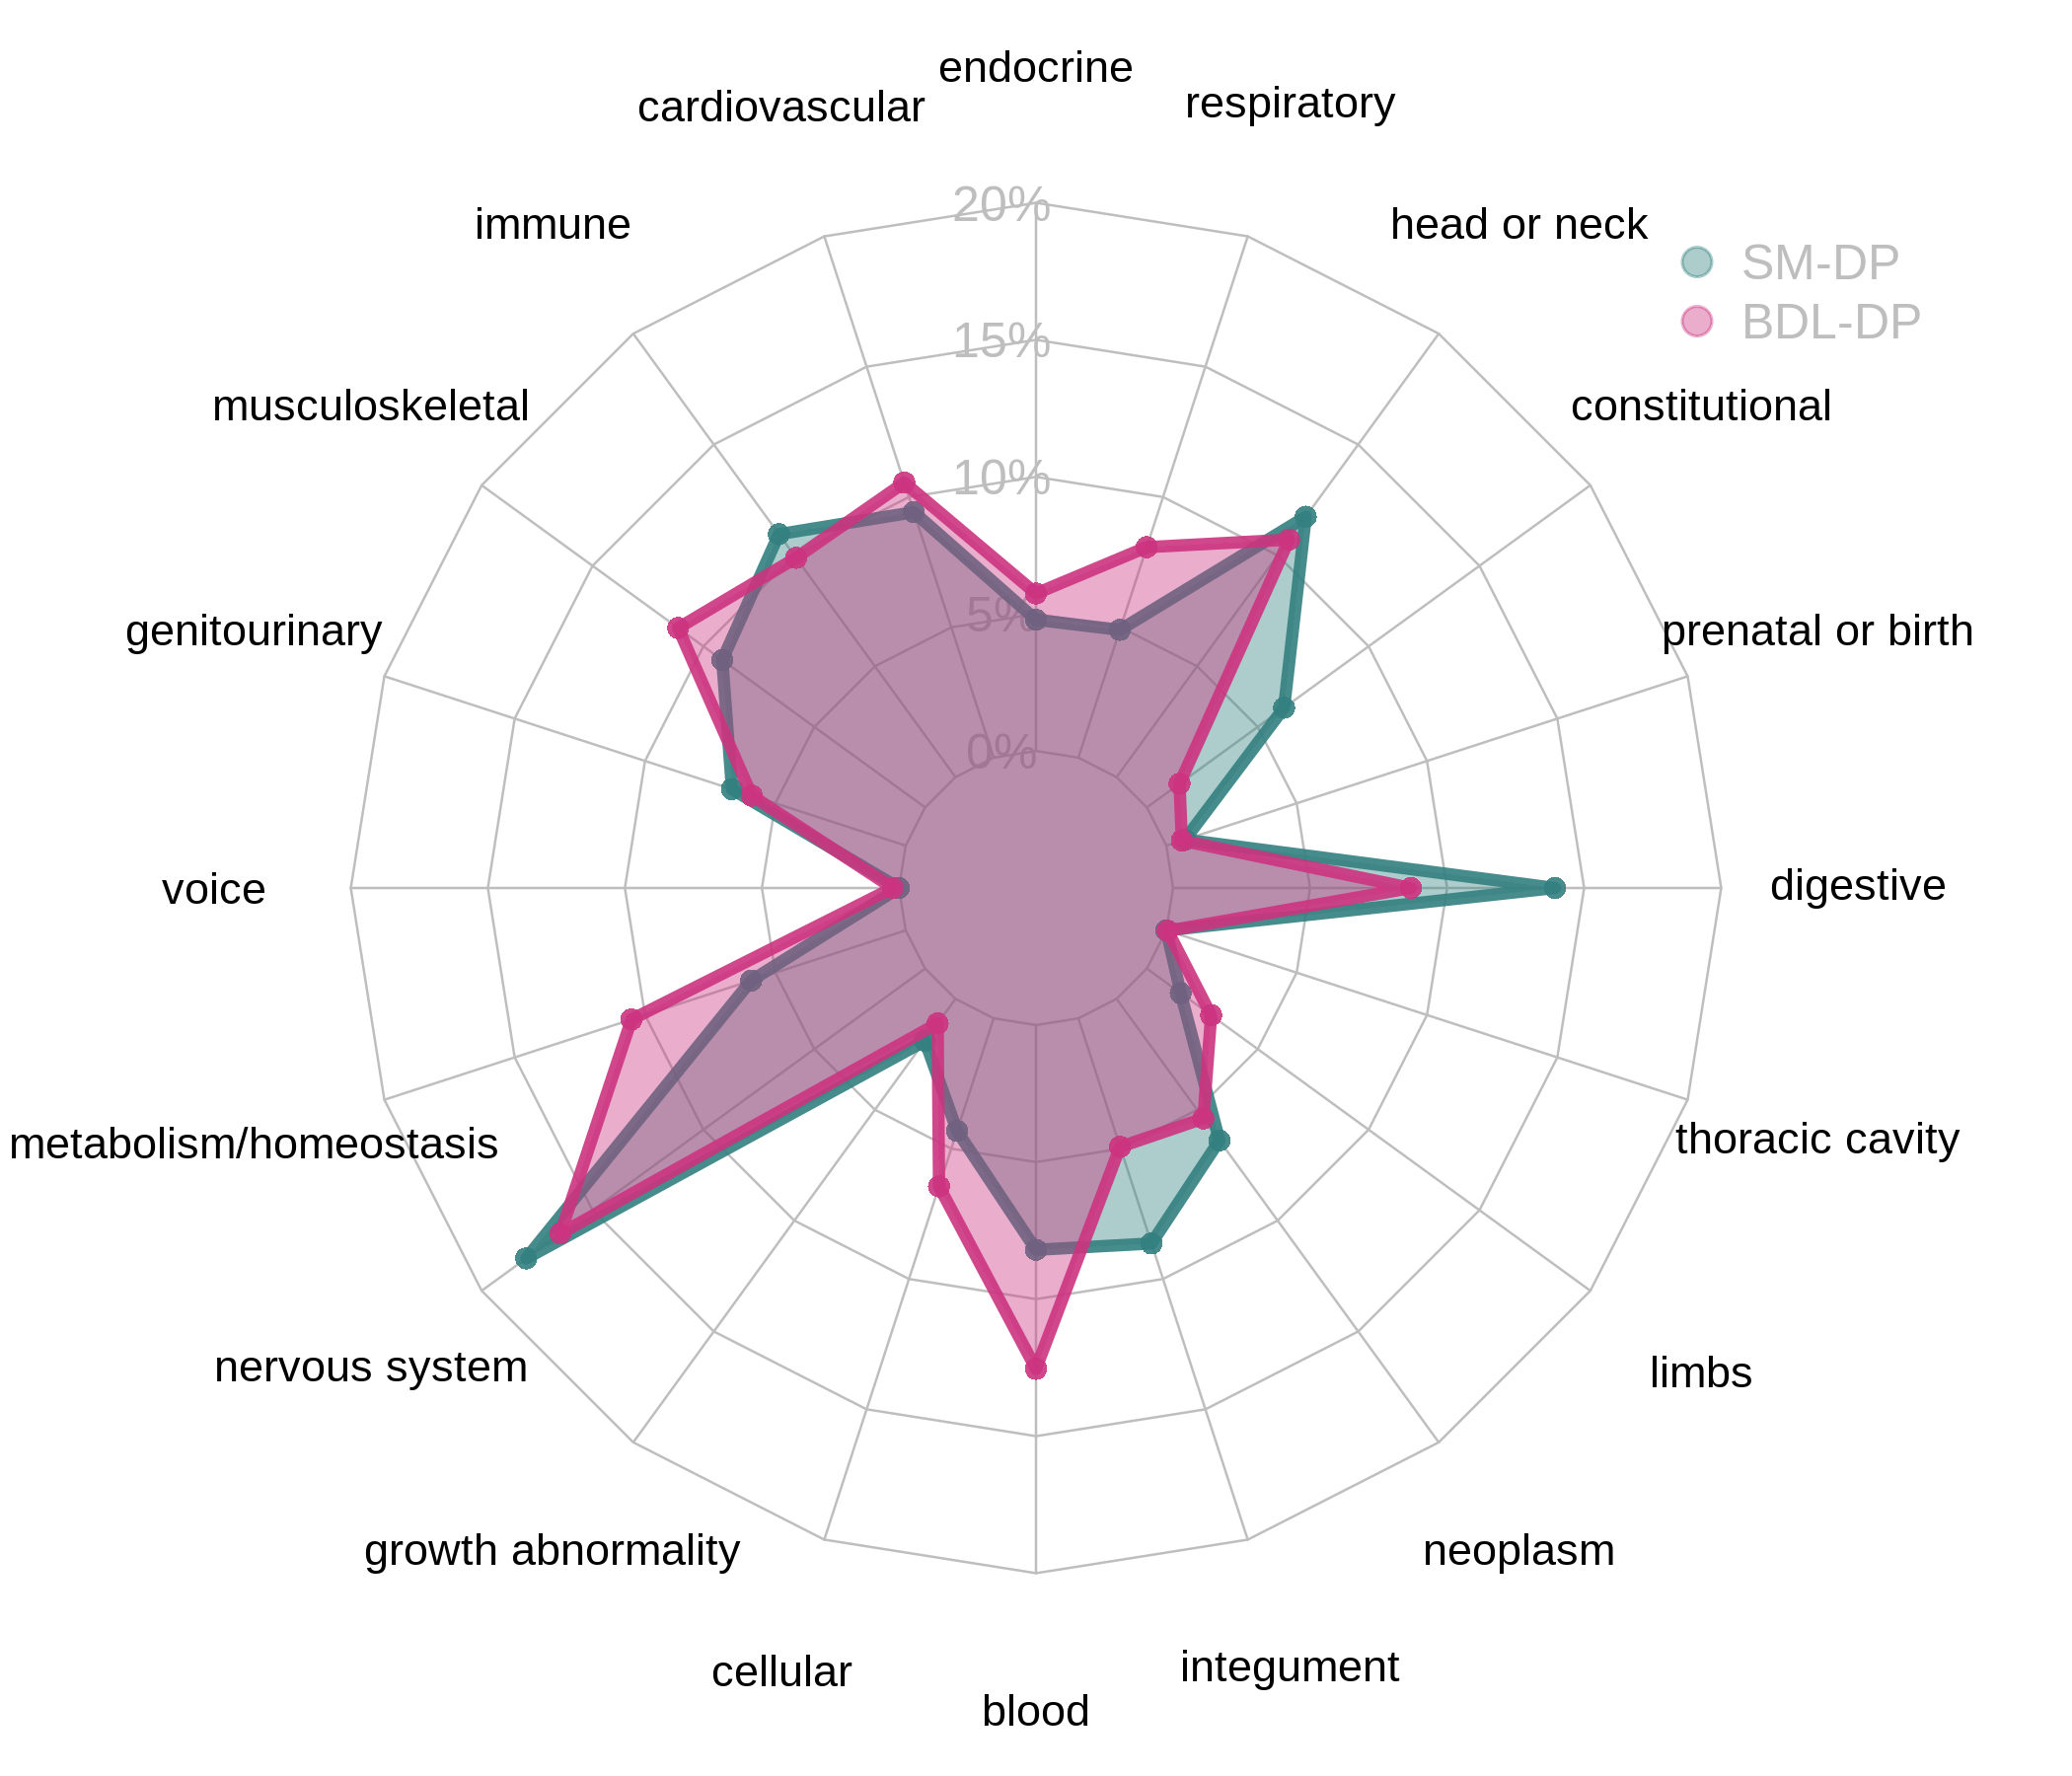 endocrine
cardiovascular
respiratory
20%
immune
head or neck
SM-DP
BDL-DP
15%
musculoskeletal
constitutional
10%
5%
genitourinary
prenatal or birth
0%
voice
digestive
metabolism/homeostasis
thoracic cavity
nervous system
limbs
growth abnormality
neoplasm
cellular
integument
blood